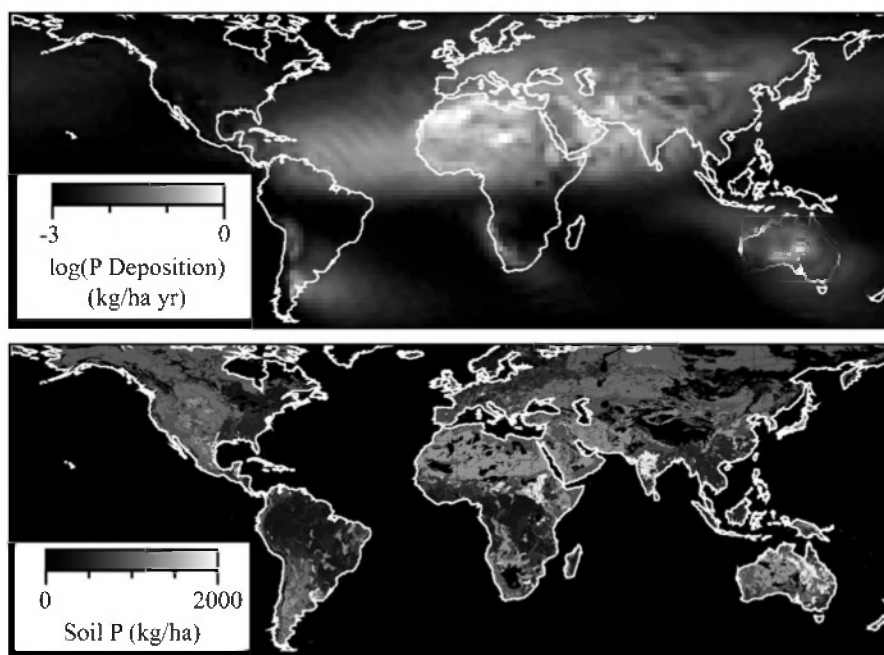 -3 0
log(P Deposition)
(kg/ha yr)
0 2000
Soil P (kg/ha)